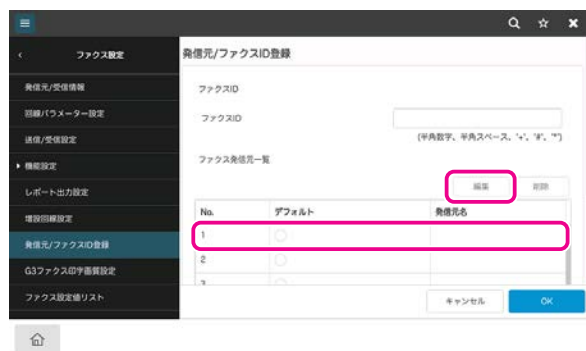 ファクス設定
発信元/受信情報
回線パラメーター設定
送信/受信設定
機能設定
レポート出力設定
増設回線設定
発信元/ファクスID登録
G3ファクス印字画質設定
ファクス設定値リスト
発信元/ファクスID登録
ファクスID
ファクスID
(半角数字、半角スペース、'+'、'#'、'*')
ファクス発信元一覧
編集 削除
No. デフォルト 発信元名
1
2
3
キャンセル OK